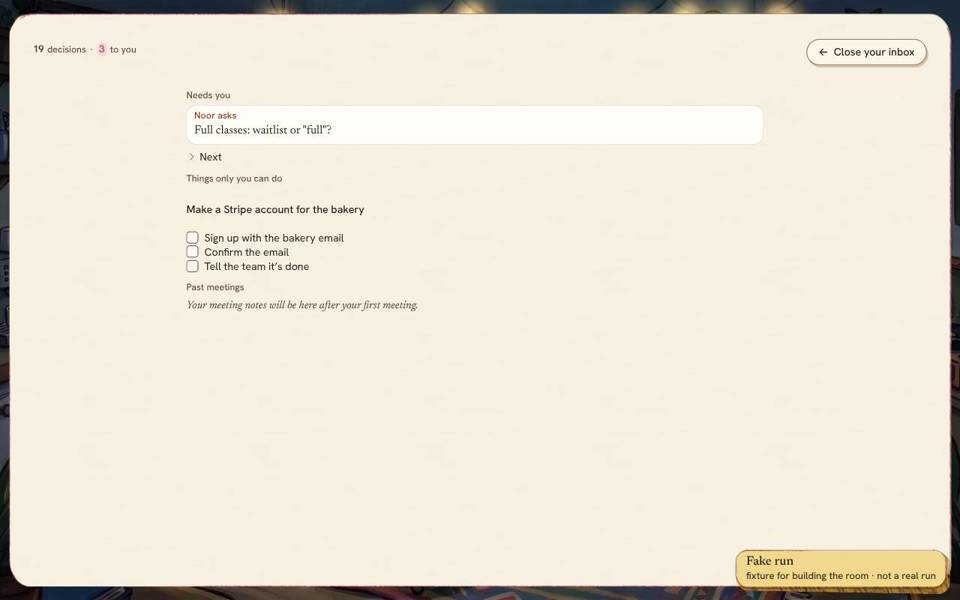 19 decisions · 3 to you
← Close your inbox
Needs you
Noor asks
Full classes: waitlist or "full"?
Next
Things only you can do
Make a Stripe account for the bakery
Sign up with the bakery email
Confirm the email
Tell the team it’s done
Past meetings
Your meeting notes will be here after your first meeting.
Fake run
fixture for building the room · not a real run